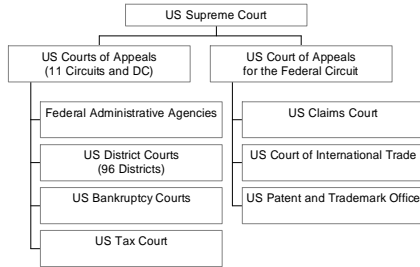 US Supreme Court
US Courts of Appeals
(11 Circuits and DC)
US Court of Appeals
for the Federal Circuit
Federal Administrative Agencies
US District Courts
(96 Districts)
US Bankruptcy Courts
US Tax Court
US Claims Court
US Court of International Trade
US Patent and Trademark Office